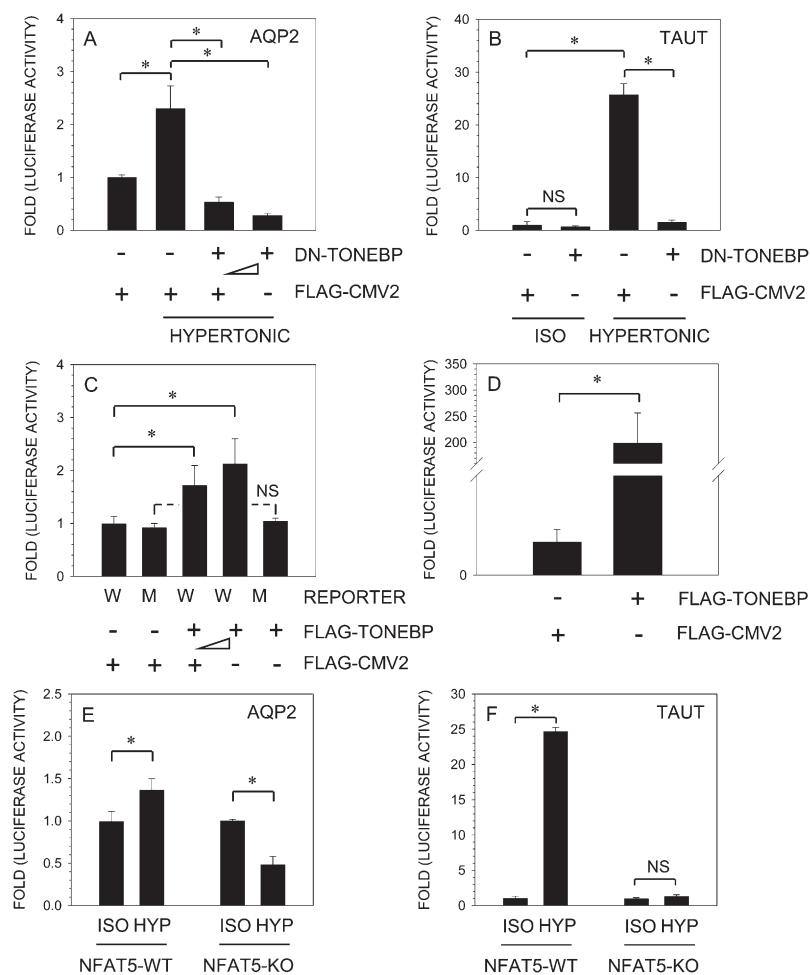 A
AQP2
FOLD (LUCIFERASE ACTIVITY)
4
3
2
1
0
*
*
*
- - + + DN-TONEBP
+ + + - FLAG-CMV2
HYPERTONIC
B
TAUT
FOLD (LUCIFERASE ACTIVITY)
40
30
20
10
0
*
*
NS
- + - + DN-TONEBP
+ - + - FLAG-CMV2
ISO HYPERTONIC
C
FOLD (LUCIFERASE ACTIVITY)
4
3
2
1
0
*
*
NS
W M W W M REPORTER
- - + + + FLAG-TONEBP
+ + + - - FLAG-CMV2
D
FOLD (LUCIFERASE ACTIVITY)
350
300
250
200
0
*
- + FLAG-TONEBP
+ - FLAG-CMV2
E
AQP2
FOLD (LUCIFERASE ACTIVITY)
2.5
2.0
1.5
1.0
0.5
0.0
*
*
ISO HYP ISO HYP
NFAT5-WT NFAT5-KO
F
TAUT
FOLD (LUCIFERASE ACTIVITY)
30
25
20
15
10
5
0
*
NS
ISO HYP ISO HYP
NFAT5-WT NFAT5-KO